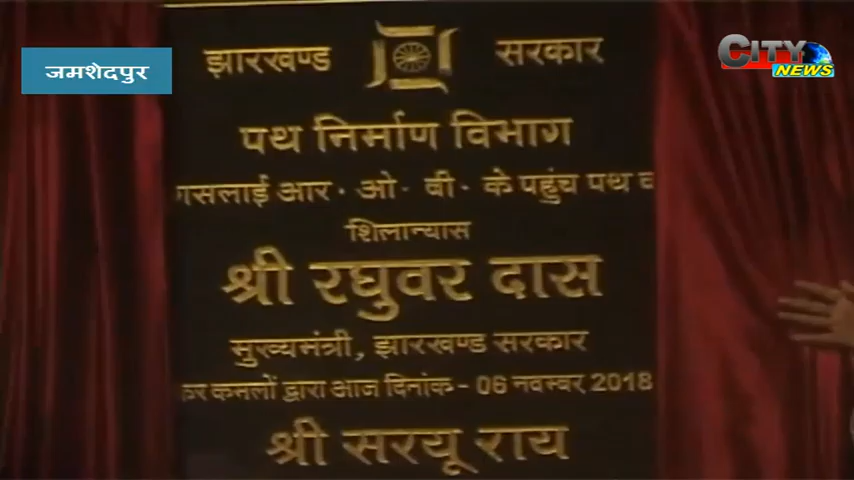 जमशेदपुर
CITY NEWS
झारखण्ड सरकार
पथ निर्माण विभाग
आर॰ ओ॰ वी॰ के पहुंच पथ
शिलान्यास
श्री रघुवर दास
मुख्यमंत्री, झारखण्ड सरकार
कर कमलों द्वारा आज दिनांक - 06 नवम्बर 2018
श्री सरयू राय